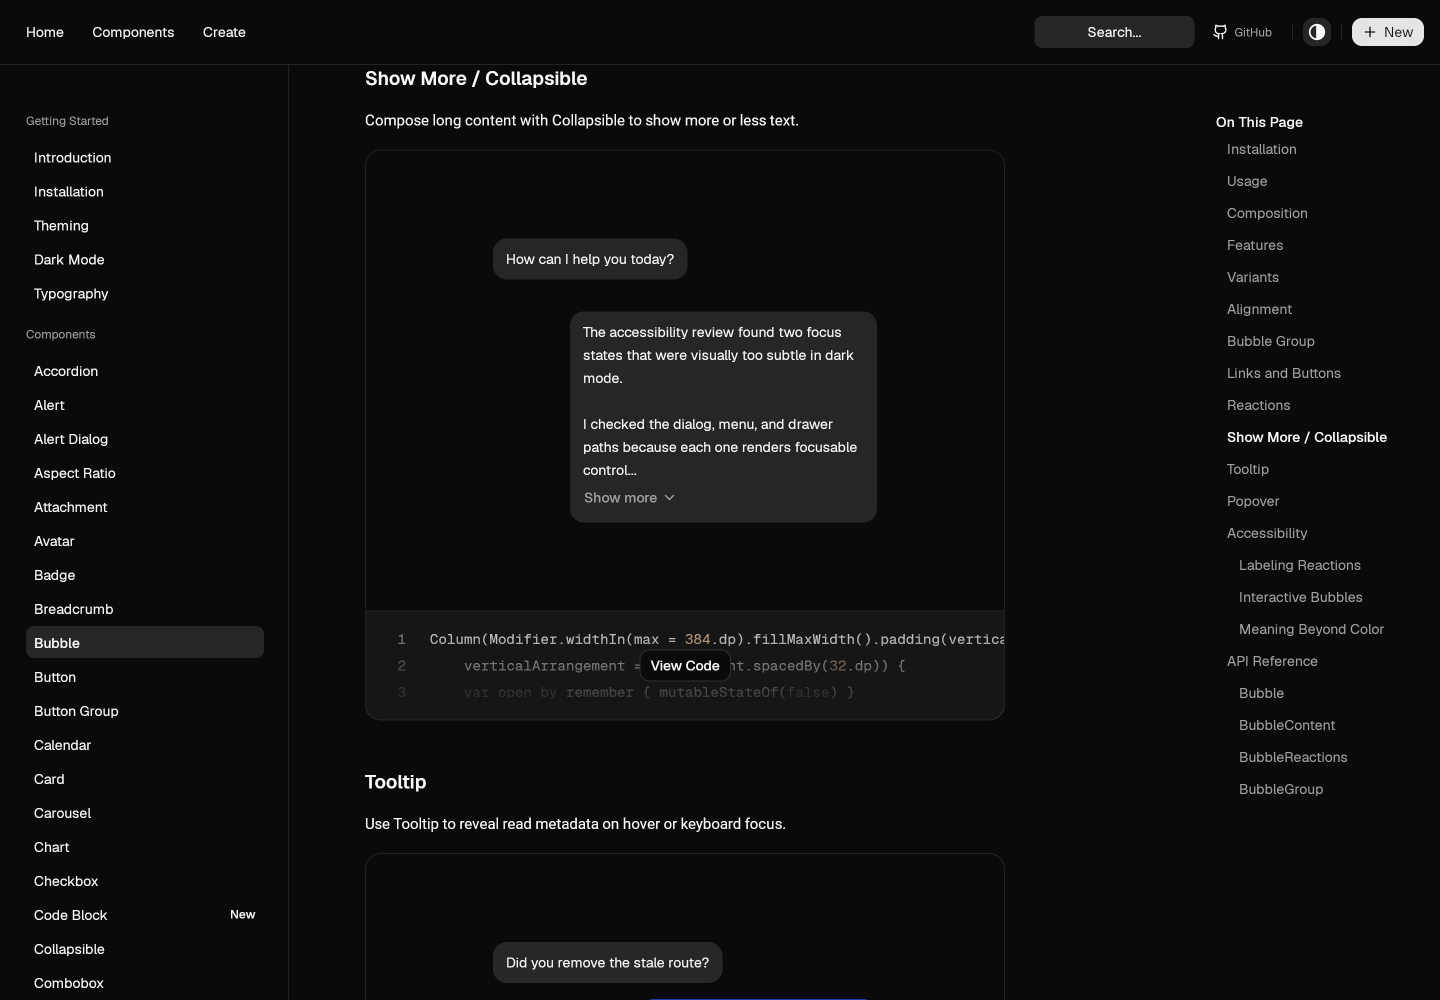 Home
Components
Create
Search...
GitHub
New
Getting Started
Introduction
Installation
Theming
Dark Mode
Typography
Components
Accordion
Alert
Alert Dialog
Aspect Ratio
Attachment
Avatar
Badge
Breadcrumb
Bubble
Button
Button Group
Calendar
Card
Carousel
Chart
Checkbox
Code Block
New
Collapsible
Combobox
Show More / Collapsible
Compose long content with Collapsible to show more or less text.
How can I help you today?
The accessibility review found two focus
states that were visually too subtle in dark
mode.
I checked the dialog, menu, and drawer
paths because each one renders focusable
control...
Show more
1 Column(Modifier.widthIn(max = 384.dp).fillMaxWidth().padding(vertica
2 verticalArrangement = nt.spacedBy(32.dp)) {
View Code
3 var open by remember { mutableStateOf(false) }
Tooltip
Use Tooltip to reveal read metadata on hover or keyboard focus.
Did you remove the stale route?
On This Page
Installation
Usage
Composition
Features
Variants
Alignment
Bubble Group
Links and Buttons
Reactions
Show More / Collapsible
Tooltip
Popover
Accessibility
Labeling Reactions
Interactive Bubbles
Meaning Beyond Color
API Reference
Bubble
BubbleContent
BubbleReactions
BubbleGroup